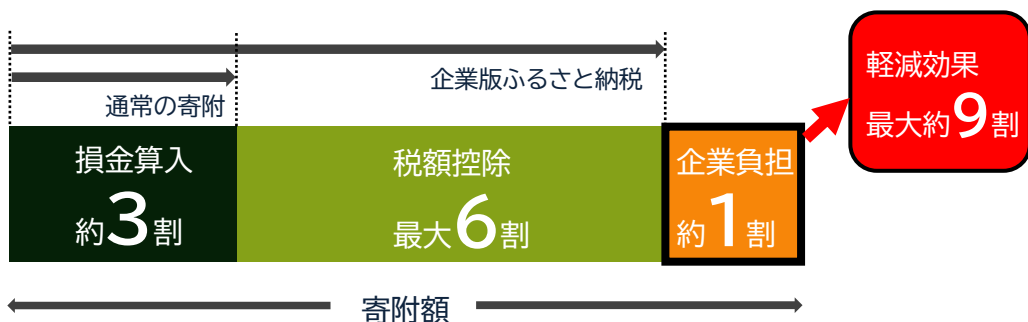 軽減効果
最大約9割
企業版ふるさと納税
通常の寄附
損金算入
約3割
税額控除
最大6割
企業負担
約1割
寄附額